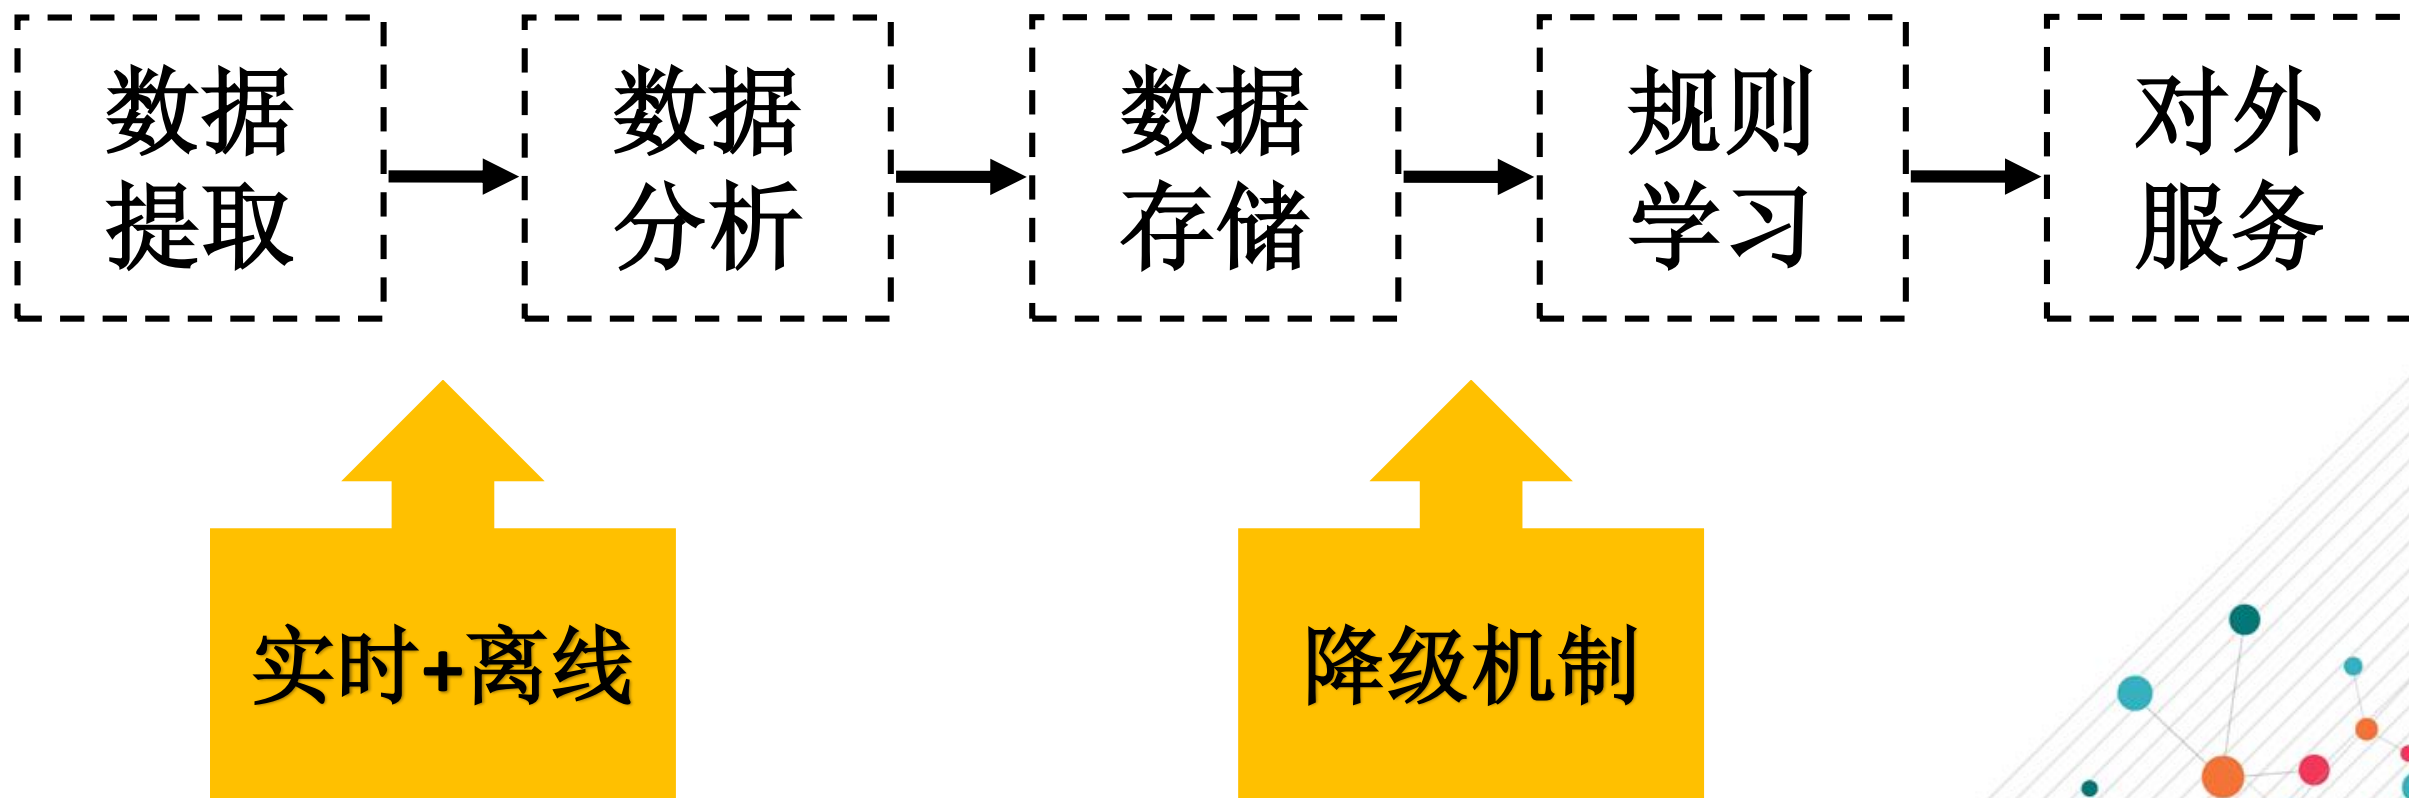 数据
提取
数据
分析
数据
存储
规则
学习
对外
服务
实时+离线
降级机制